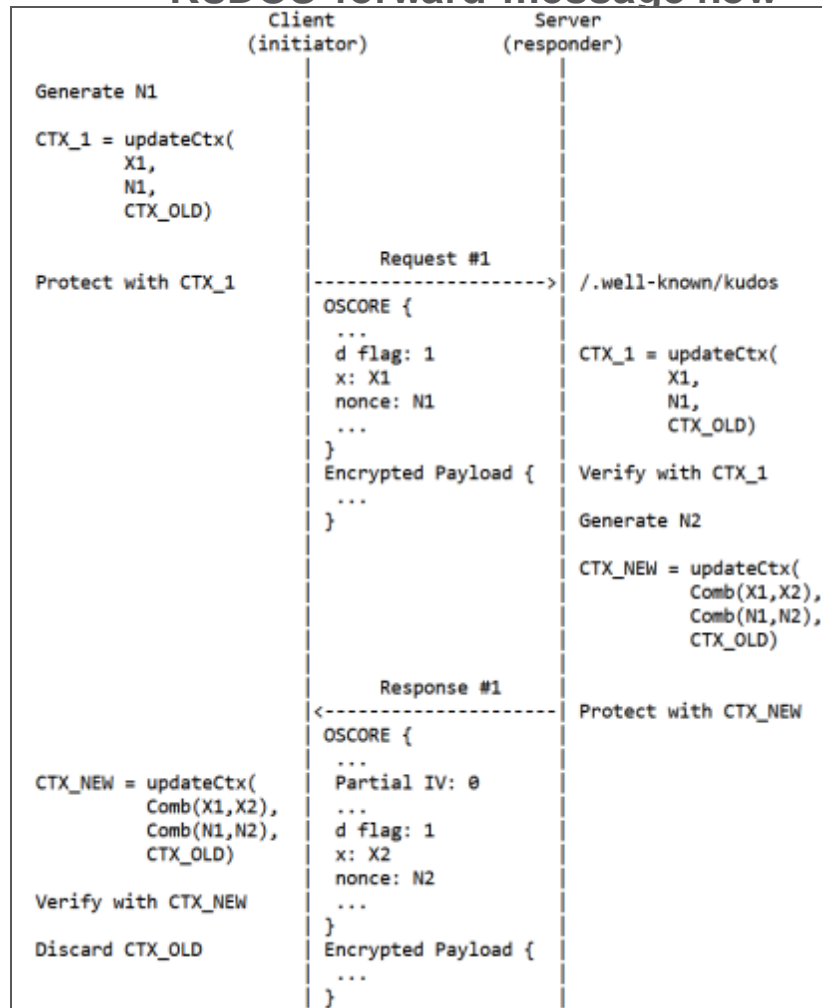 KUDOS forward message flow
Client Server
(initiator) (responder)
Generate N1
CTX_1 = updateCtx(
X1,
N1,
CTX_OLD)
Request #1
Protect with CTX_1 |---------------------->| /.well-known/kudos
OSCORE {
...
d flag: 1 CTX_1 = updateCtx(
x: X1 X1,
nonce: N1 N1,
... CTX_OLD)
}
Encrypted Payload { Verify with CTX_1
...
} Generate N2
CTX_NEW = updateCtx(
Comb(X1,X2),
Comb(N1,N2),
CTX_OLD)
Response #1
|<----------------------| Protect with CTX_NEW
OSCORE {
...
CTX_NEW = updateCtx( Partial IV: 0
Comb(X1,X2), ...
Comb(N1,N2), d flag: 1
CTX_OLD) x: X2
nonce: N2
Verify with CTX_NEW ...
}
Discard CTX_OLD Encrypted Payload {
...
}